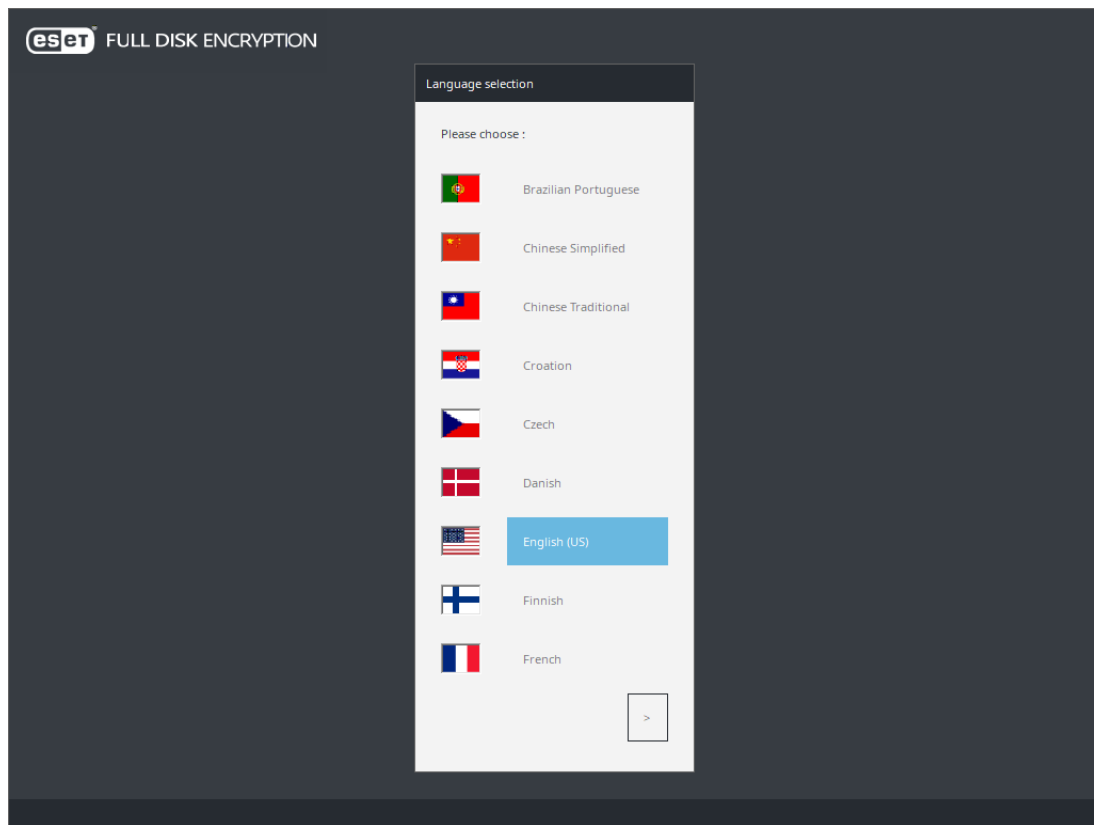 eset FULL DISK ENCRYPTION
Language selection
Please choose :
Brazilian Portuguese
Chinese Simplified
Chinese Traditional
Croation
Czech
Danish
English (US)
Finnish
French
>